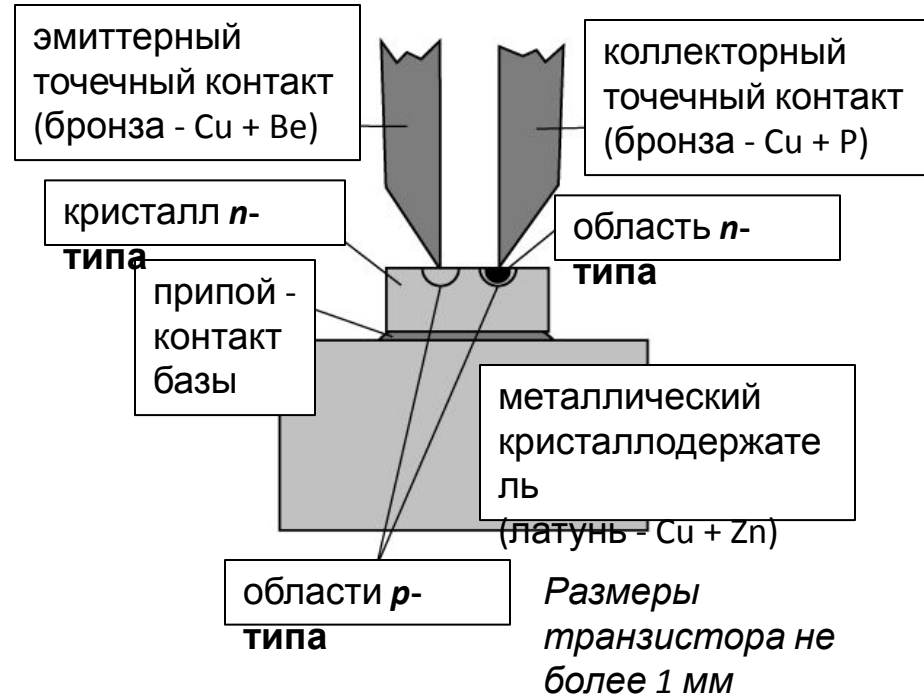 эмиттерный
точечный контакт
(бронза - Cu + Be)
коллекторный
точечный контакт
(бронза - Cu + P)
кристалл n-
типа
область n-
типа
припой -
контакт
базы
металлический
кристаллодержате
ль
(латунь - Cu + Zn)
области p-
типа
Размеры
транзистора не
более 1 мм